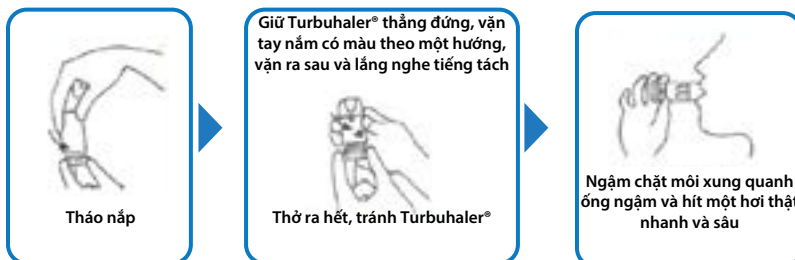 Tháo nắp
Giữ Turbuhaler® thẳng đứng, vặn
tay nắm có màu theo một hướng,
vặn ra sau và lắng nghe tiếng tách
Thở ra hết, tránh Turbuhaler®
Ngậm chặt môi xung quanh
ống ngậm và hít một hơi thật
nhanh và sâu